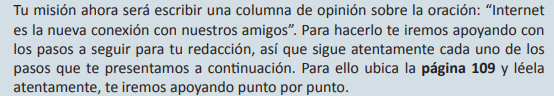 Tu misión ahora será escribir una columna de opinión sobre la oración: “Internet
es la nueva conexión con nuestros amigos”. Para hacerlo te iremos apoyando con
los pasos a seguir para tu redacción, así que sigue atentamente cada uno de los
pasos que te presentamos a continuación. Para ello ubica la página 109 y léela
atentamente, te iremos apoyando punto por punto.